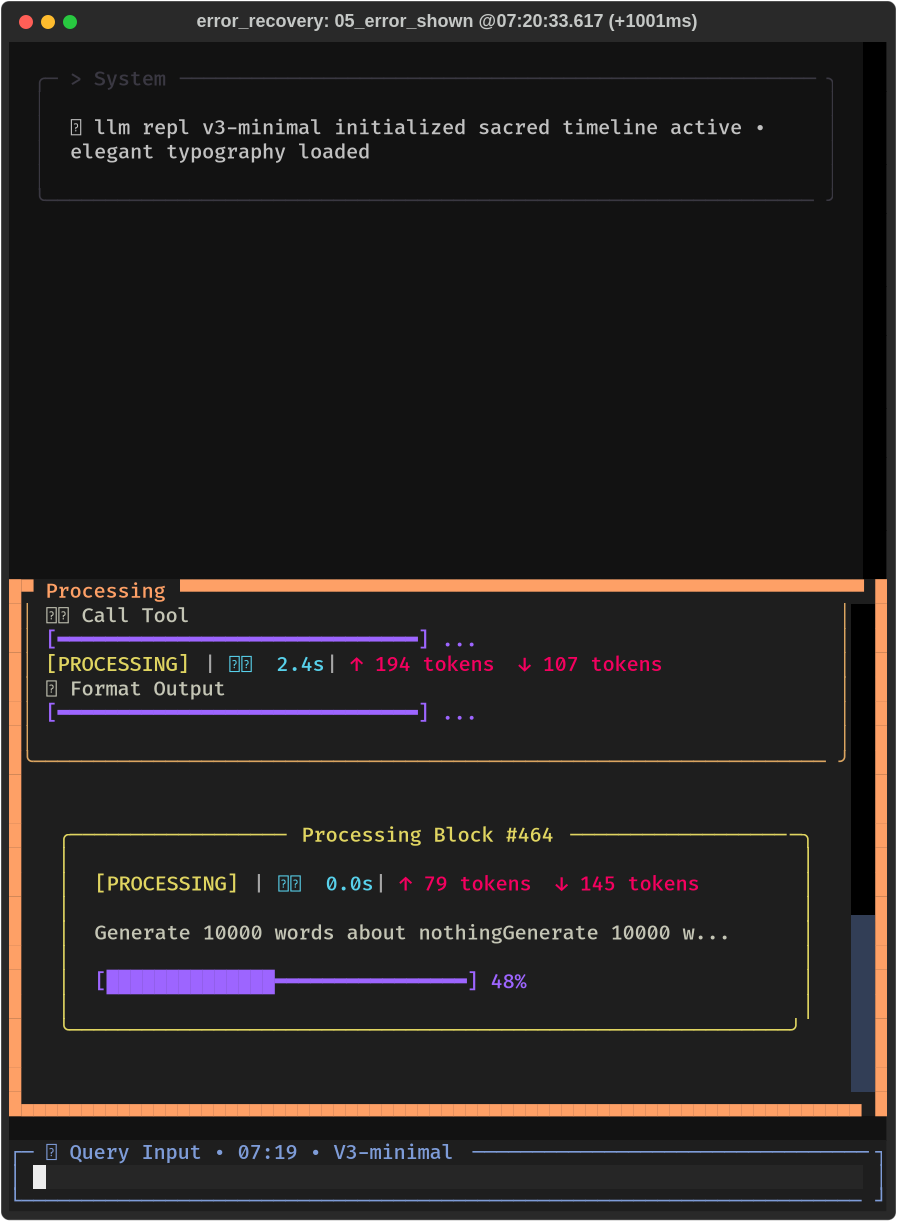 error_recovery: 05_error_shown @07:20:33.617 (+1001ms)
> System
llm repl v3-minimal initialized sacred timeline active •
elegant typography loaded
Processing
Call Tool
[━━━━━━━━━━━━━━━━━━━━━━━━━━━━━━] ...
[PROCESSING] | 2.4s| ↑ 194 tokens ↓ 107 tokens
Format Output
[━━━━━━━━━━━━━━━━━━━━━━━━━━━━━━] ...
Processing Block #464
[PROCESSING] | 0.0s| ↑ 79 tokens ↓ 145 tokens
Generate 10000 words about nothingGenerate 10000 w...
[██████████████━━━━━━━━━━━━━━━━] 48%
Query Input • 07:19 • V3-minimal